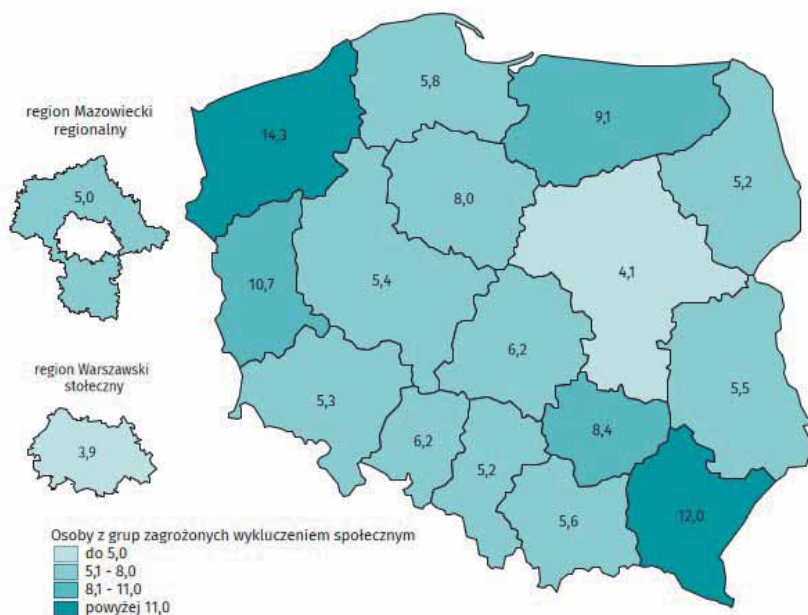 region Mazowiecki
regionalny
5,0
region Warszawski
stołeczny
3,9
5,8
14,3
9,1
5,2
8,0
4,1
10,7
5,4
6,2
5,5
5,3
6,2
5,2
8,4
5,6
12,0
Osoby z grup zagrożonych wykluczeniem społecznym
do 5,0
5,1 - 8,0
8,1 - 11,0
powyżej 11,0